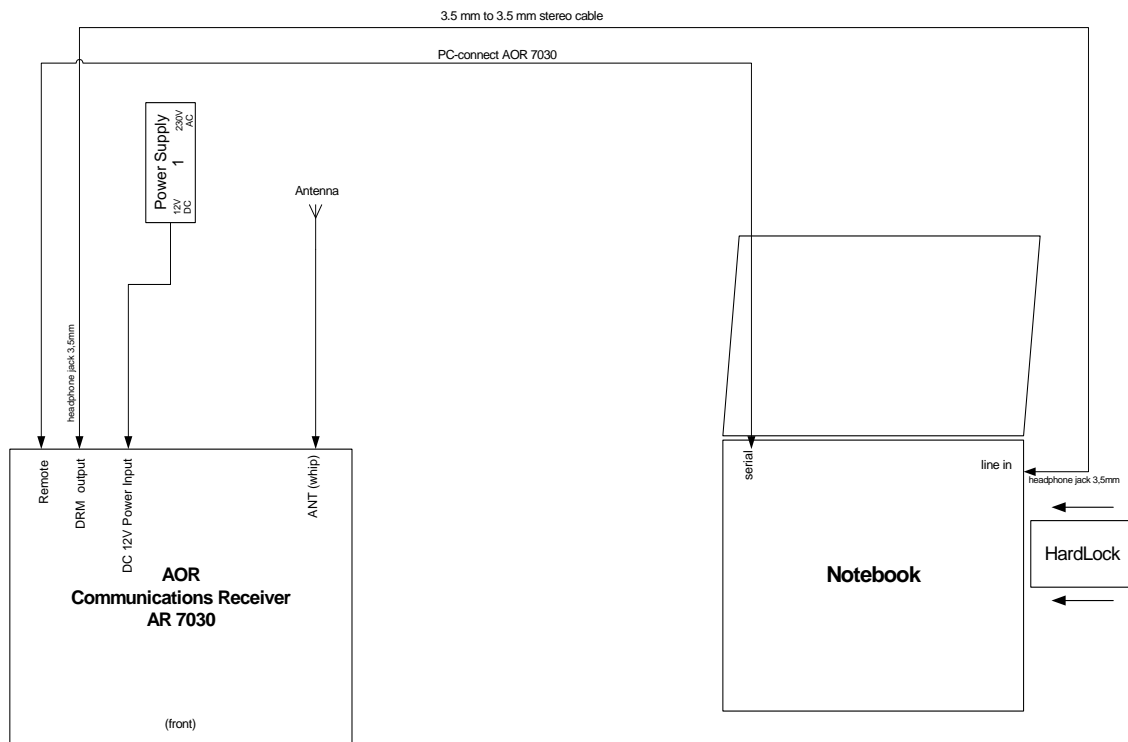 3.5 mm to 3.5 mm stereo cable
PC-connect AOR 7030
Power Supply
1
230V
AC
12V
DC
Antenna
headphone jack 3,5mm
Remote
DRM output
DC 12V Power Input
ANT (whip)
AOR
Communications Receiver
AR 7030
(front)
serial
line in
headphone jack 3,5mm
HardLock
Notebook